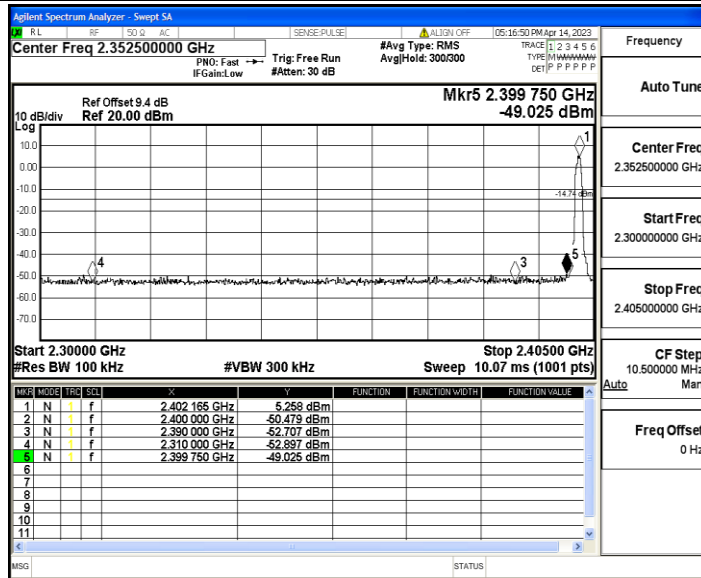 Agilent Spectrum Analyzer - Swept SA
RL RF 50 Ω AC SENSE:PULSE ALIGN OFF 05:16:50 PM Apr 14, 2023
Center Freq 2.352500000 GHz
PNO: Fast
IFGain:Low
Trig: Free Run
#Atten: 30 dB
#Avg Type: RMS
Avg|Hold: 300/300
TRACE 1 2 3 4 5 6
TYPE MWWWWW
DET P P P P P P
Mkr5 2.399 750 GHz
-49.025 dBm
Ref Offset 9.4 dB
Ref 20.00 dBm
10 dB/div
Log
10.0
0.00
-10.0
-20.0
-30.0
-40.0
-50.0
-60.0
-70.0
1
-14.74 dBm
4
3
5
Start 2.30000 GHz Stop 2.40500 GHz
#Res BW 100 kHz #VBW 300 kHz Sweep 10.07 ms (1001 pts)
MKR MODE TRC SCL X Y FUNCTION FUNCTION WIDTH FUNCTION VALUE
1 N 1 f 2.402 165 GHz 5.258 dBm
2 N 1 f 2.400 000 GHz -50.479 dBm
3 N 1 f 2.390 000 GHz -52.707 dBm
4 N 1 f 2.310 000 GHz -52.897 dBm
5 N 1 f 2.399 750 GHz -49.025 dBm
6
7
8
9
10
11
MSG STATUS
Frequency
Auto Tune
Center Freq
2.352500000 GHz
Start Freq
2.300000000 GHz
Stop Freq
2.405000000 GHz
CF Step
10.500000 MHz
Auto Man
Freq Offset
0 Hz